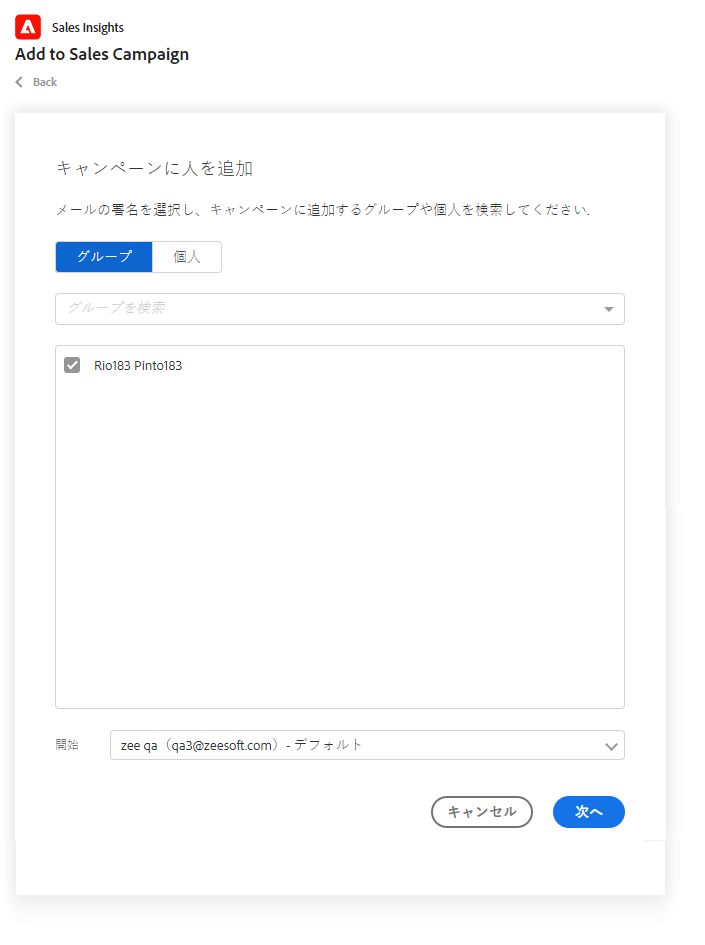 Sales Insights
Add to Sales Campaign
Back
キャンペーンに人を追加
メールの署名を選択し、キャンペーンに追加するグループや個人を検索してください.
グループ 個人
グループを検索
Rio183 Pinto183
開始 zee qa（qa3@zeesoft.com）- デフォルト
キャンセル 次へ